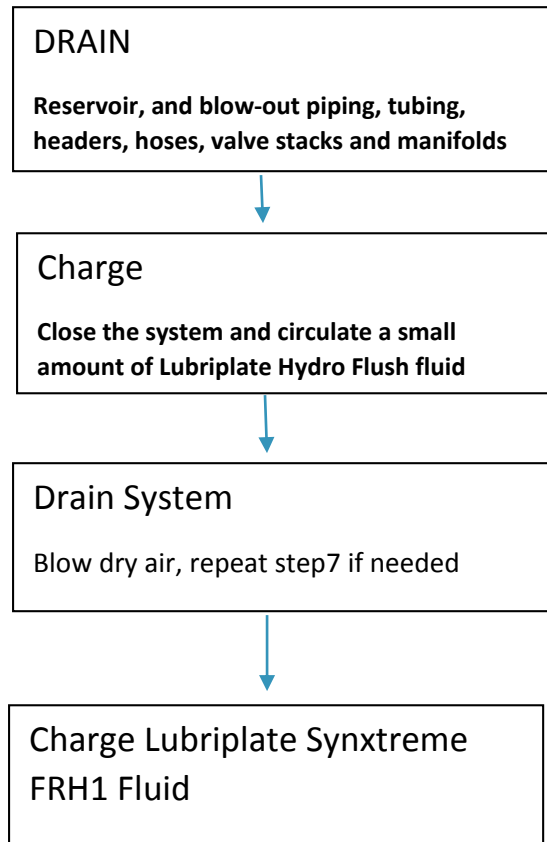 DRAIN
Reservoir, and blow-out piping, tubing,
headers, hoses, valve stacks and manifolds
Charge
Close the system and circulate a small
amount of Lubriplate Hydro Flush fluid
Drain System
Blow dry air, repeat step7 if needed
Charge Lubriplate Synxtreme
FRH1 Fluid